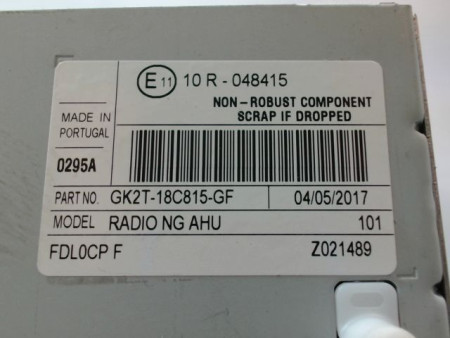 E 11 10 R - 048415
NON - ROBUST COMPONENT
SCRAP IF DROPPED
MADE IN
PORTUGAL
0295A
PART NO. GK2T-18C815-GF 04/05/2017
MODEL RADIO NG AHU 101
FDL0CP F Z021489